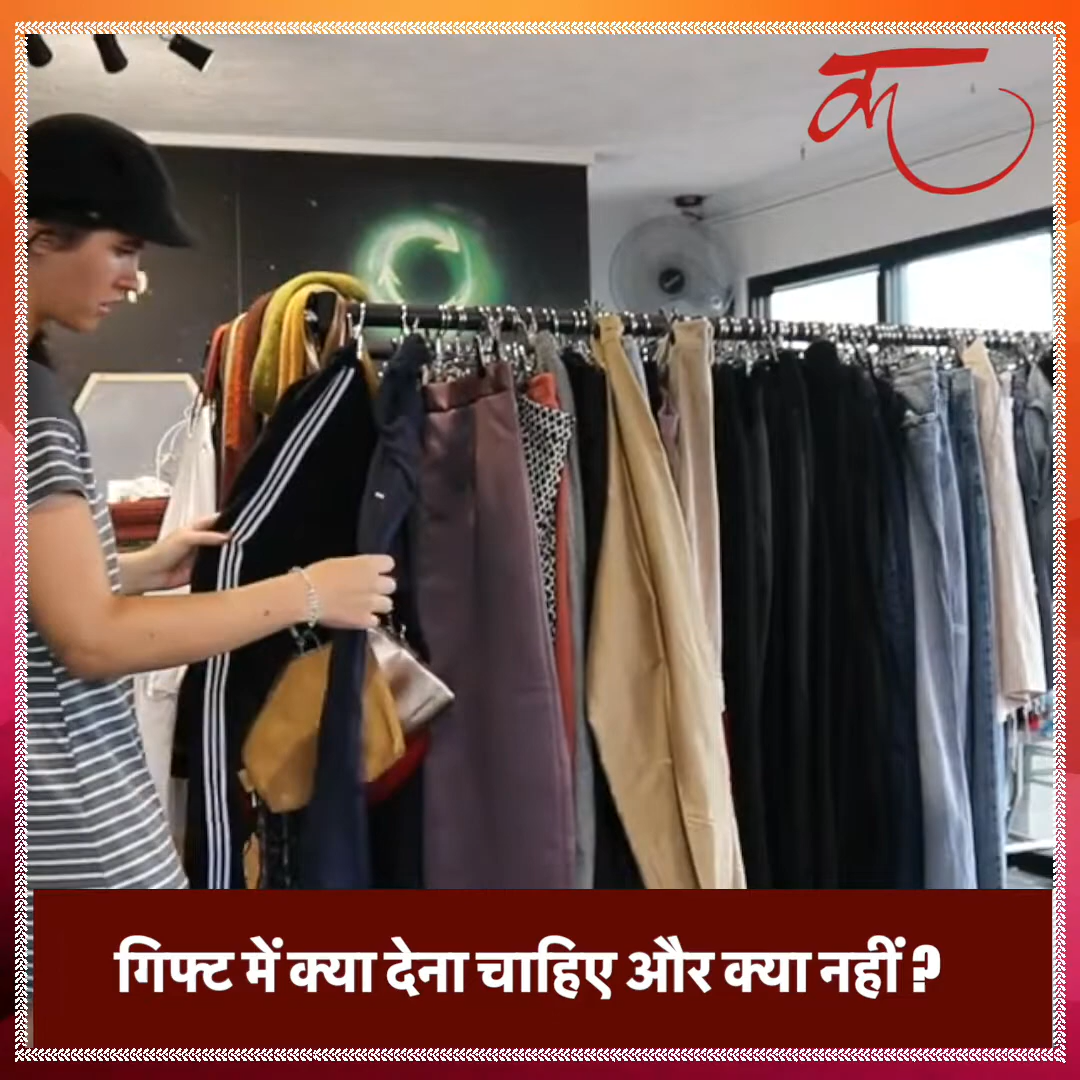 क
गिफ्ट में क्या देना चाहिए और क्या नहीं ?